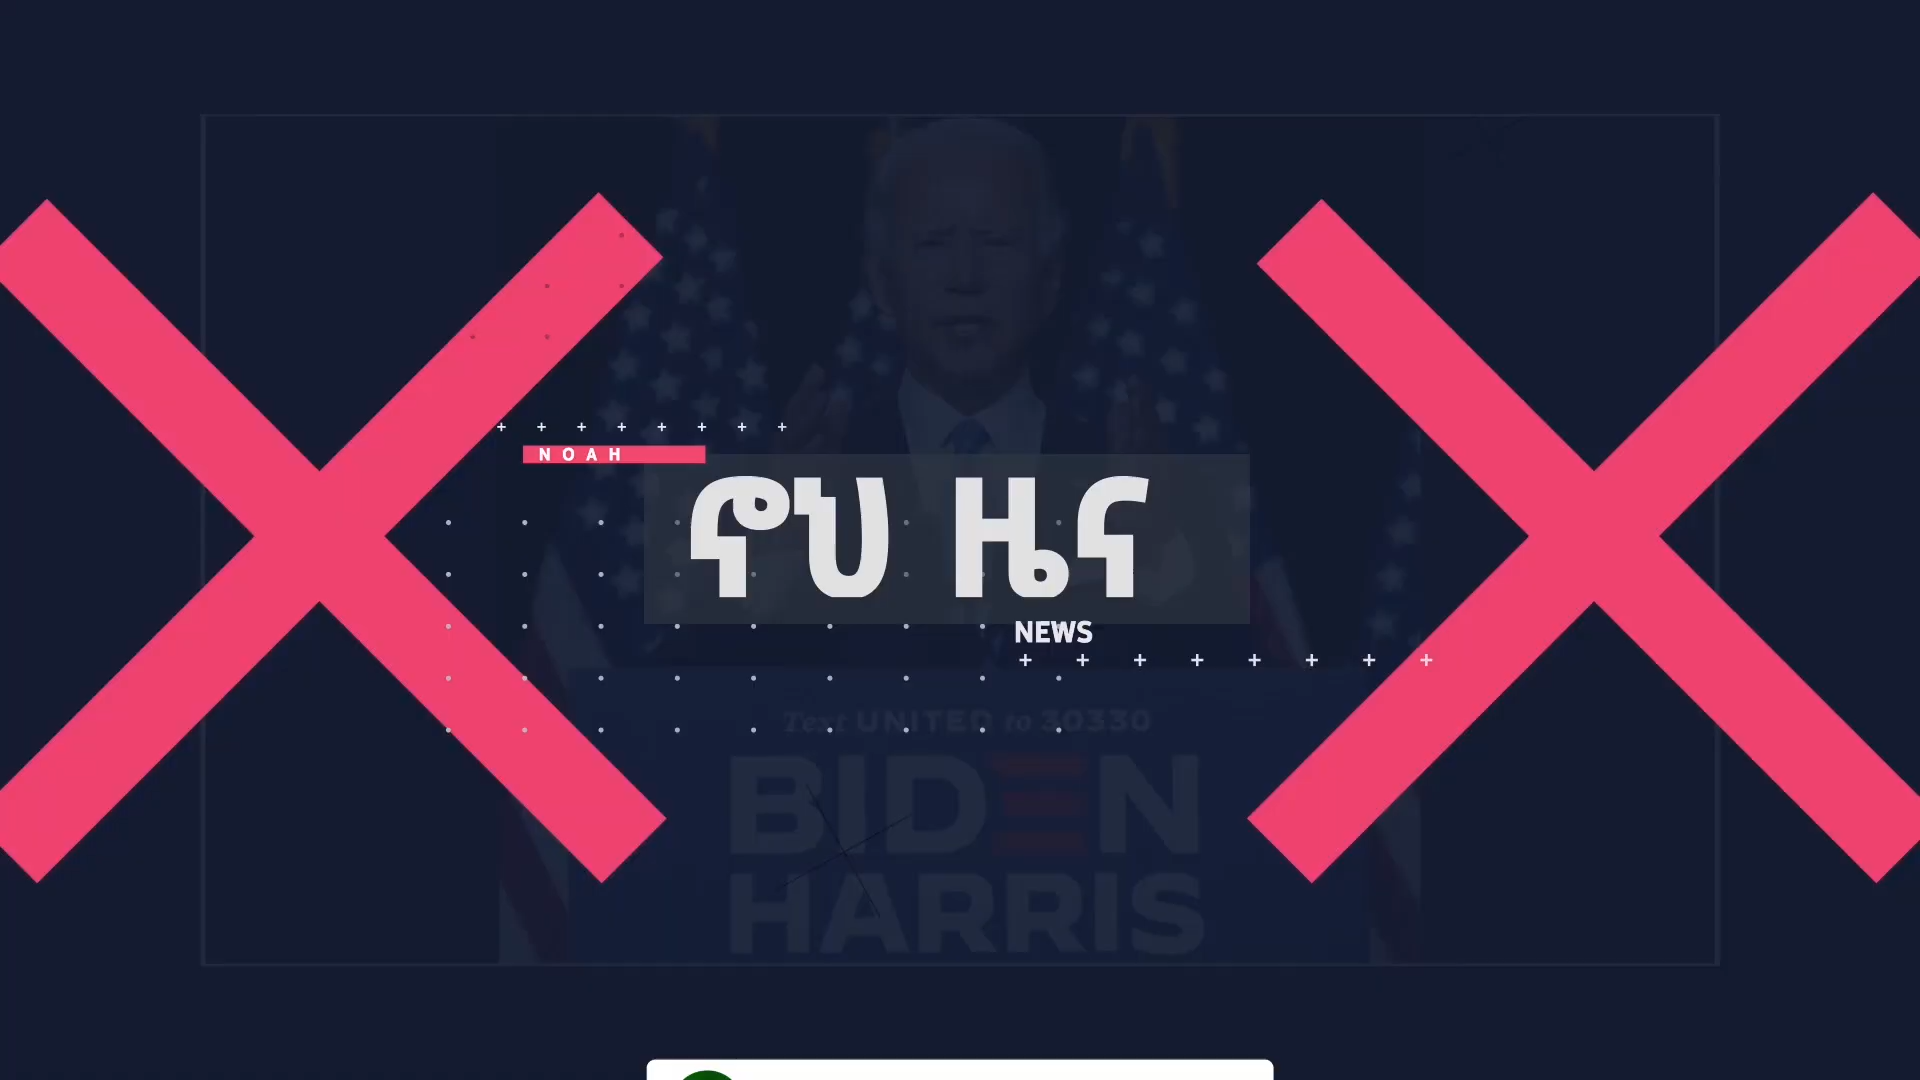 NOAH
ኖህ ዜና
NEWS
Text UNITED to 30330
BIDEN
HARRIS